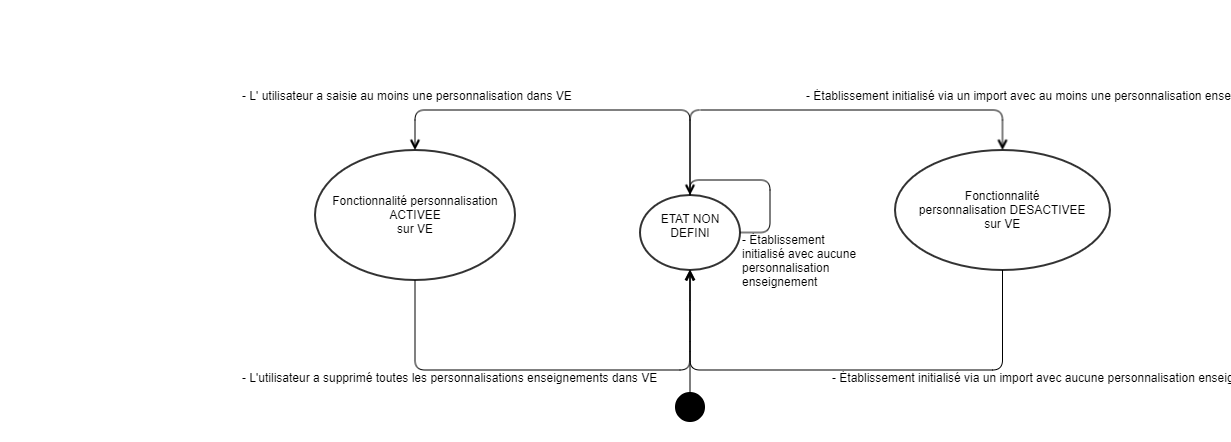 - L' utilisateur a saisie au moins une personnalisation dans VE
- Établissement initialisé via un import avec au moins une personnalisation
Fonctionnalité personnalisation
ACTIVEE
sur VE
ETAT NON
DEFINI
Fonctionnalité
personnalisation DESACTIVEE
sur VE
- Établissement
initialisé avec aucune
personnalisation
enseignement
- L'utilisateur a supprimé toutes les personnalisations enseignements dans VE
- Établissement initialisé via un import avec aucune personnalisation